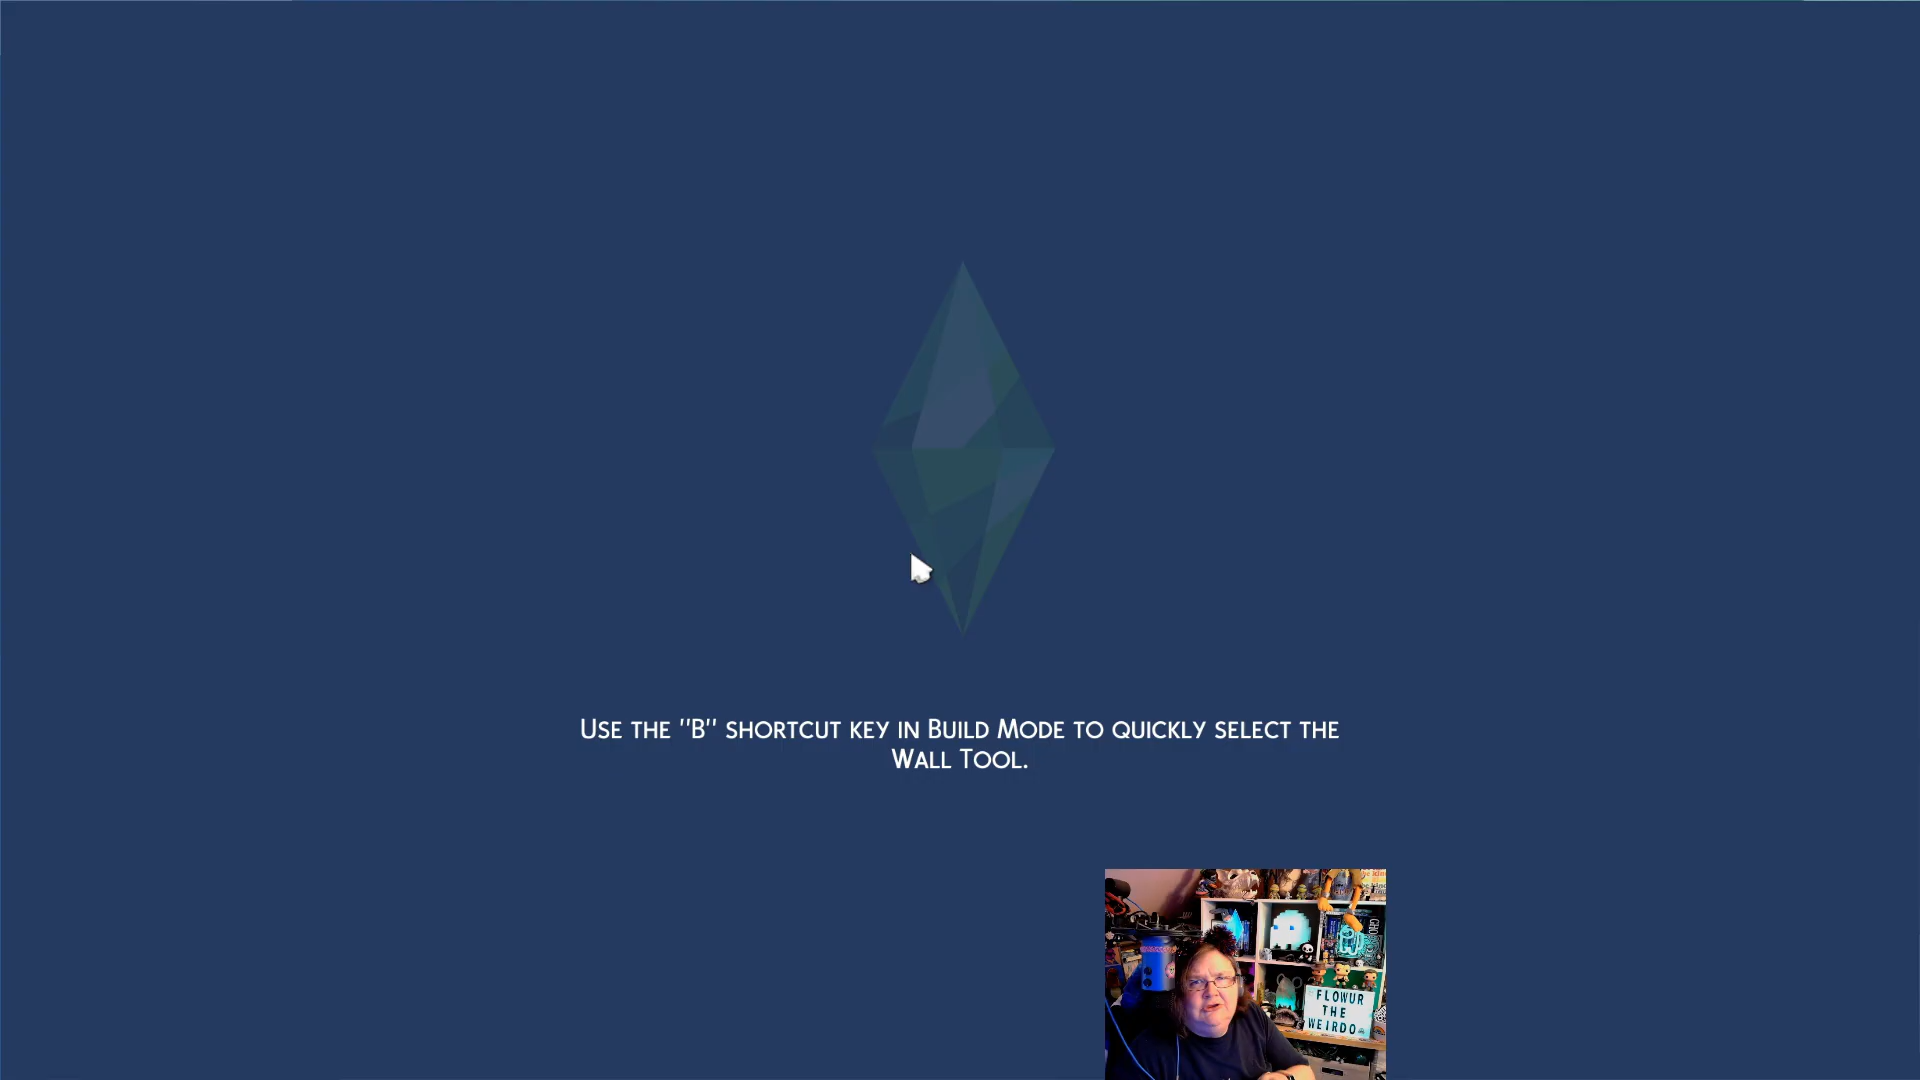 Use the "B" shortcut key in Build Mode to quickly select the
Wall Tool.
FLOWUR
THE
WEIRDO